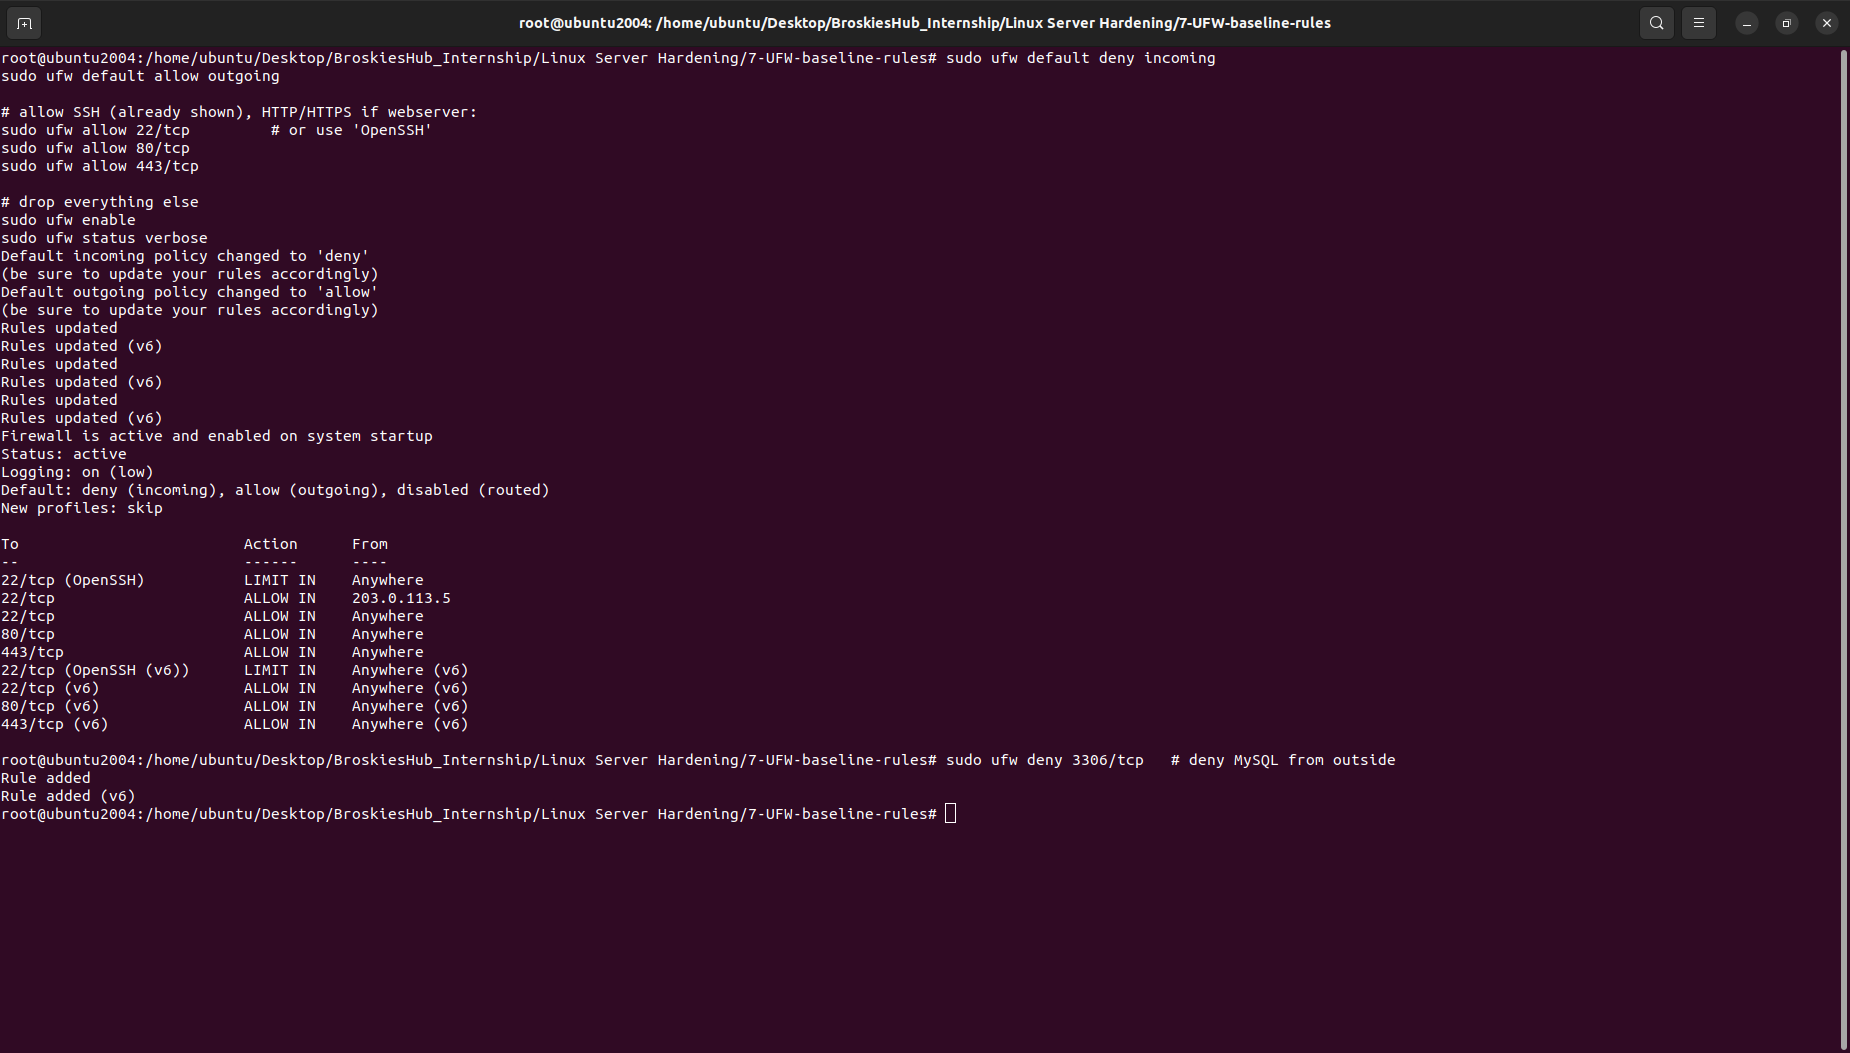 root@ubuntu2004: /home/ubuntu/Desktop/BroskiesHub_Internship/Linux Server Hardening/7-UFW-baseline-rules
root@ubuntu2004:/home/ubuntu/Desktop/BroskiesHub_Internship/Linux Server Hardening/7-UFW-baseline-rules# sudo ufw default deny incoming
sudo ufw default allow outgoing

# allow SSH (already shown), HTTP/HTTPS if webserver:
sudo ufw allow 22/tcp         # or use 'OpenSSH'
sudo ufw allow 80/tcp
sudo ufw allow 443/tcp

# drop everything else
sudo ufw enable
sudo ufw status verbose
Default incoming policy changed to 'deny'
(be sure to update your rules accordingly)
Default outgoing policy changed to 'allow'
(be sure to update your rules accordingly)
Rules updated
Rules updated (v6)
Rules updated
Rules updated (v6)
Rules updated
Rules updated (v6)
Firewall is active and enabled on system startup
Status: active
Logging: on (low)
Default: deny (incoming), allow (outgoing), disabled (routed)
New profiles: skip

To                         Action      From
--                         ------      ----
22/tcp (OpenSSH)           LIMIT IN    Anywhere
22/tcp                     ALLOW IN    203.0.113.5
22/tcp                     ALLOW IN    Anywhere
80/tcp                     ALLOW IN    Anywhere
443/tcp                    ALLOW IN    Anywhere
22/tcp (OpenSSH (v6))      LIMIT IN    Anywhere (v6)
22/tcp (v6)                ALLOW IN    Anywhere (v6)
80/tcp (v6)                ALLOW IN    Anywhere (v6)
443/tcp (v6)               ALLOW IN    Anywhere (v6)

root@ubuntu2004:/home/ubuntu/Desktop/BroskiesHub_Internship/Linux Server Hardening/7-UFW-baseline-rules# sudo ufw deny 3306/tcp   # deny MySQL from outside
Rule added
Rule added (v6)
root@ubuntu2004:/home/ubuntu/Desktop/BroskiesHub_Internship/Linux Server Hardening/7-UFW-baseline-rules#